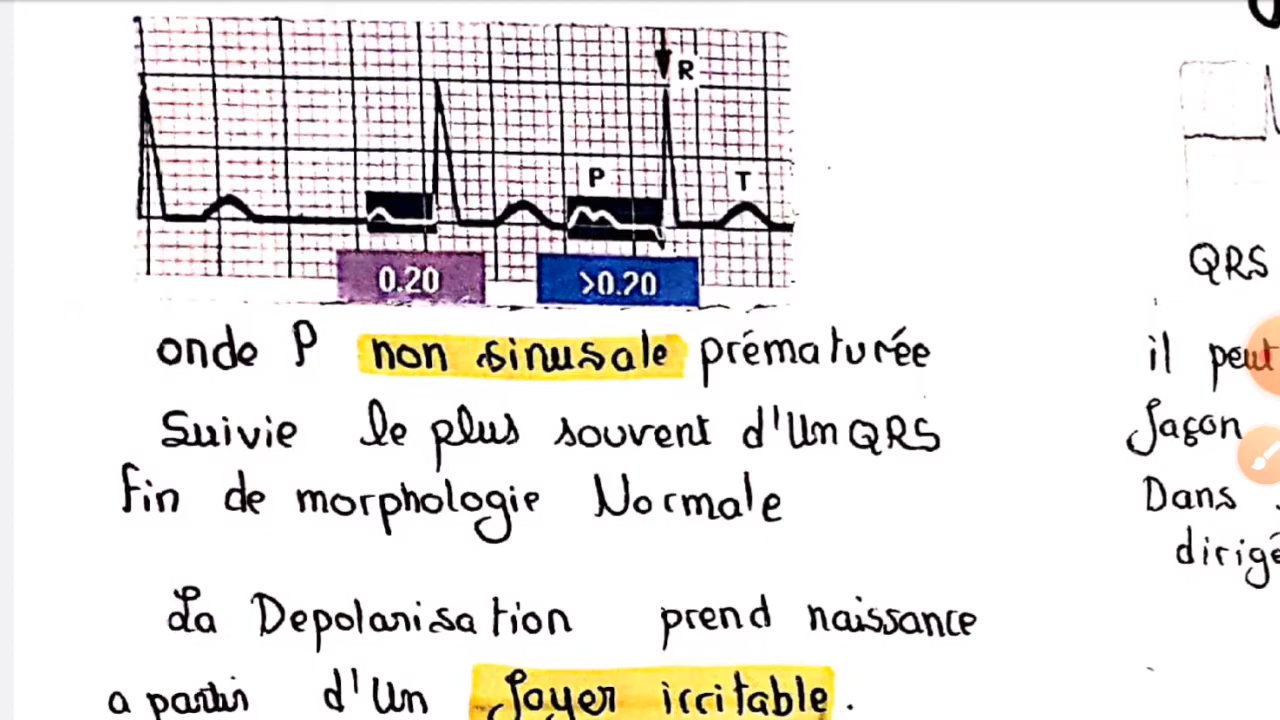 R
P
T
0.20
>0.20
onde P non sinusale prématurée
Suivie le plus souvent d'Un QRS
fin de morphologie Normale
La Depolarisation prend naissance
a partir d'Un foyer irritable.
QRS
il peut
façon
Dans
dirigé